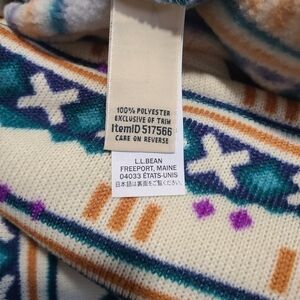 100% POLYESTER
EXCLUSIVE OF TRIM
ItemID 517566
CARE ON REVERSE
L.L.BEAN
FREEPORT, MAINE
04033 ÉTATS-UNIS
日本語は裏面をご覧ください。